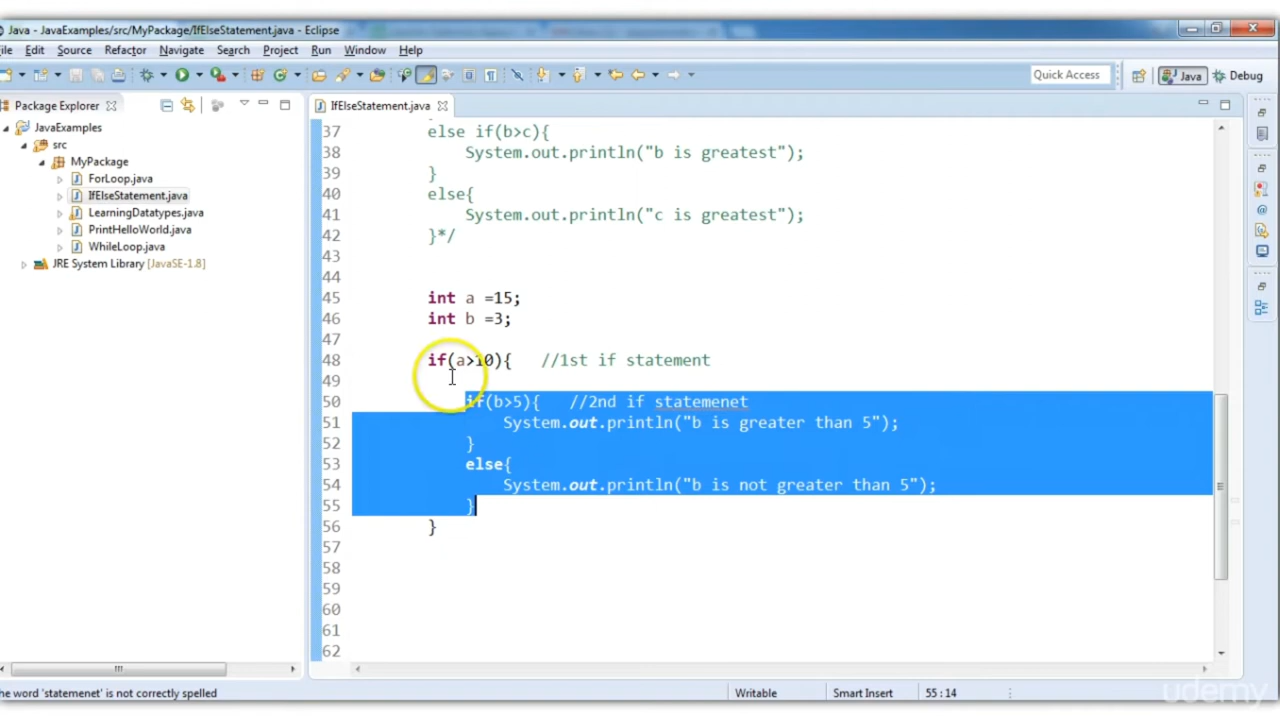 Java - JavaExamples/src/MyPackage/IfElseStatement.java - Eclipse
ile Edit Source Refactor Navigate Search Project Run Window Help
Quick Access Java Debug
Package Explorer
IfElseStatement.java
JavaExamples
src
MyPackage
ForLoop.java
IfElseStatement.java
LearningDatatypes.java
PrintHelloWorld.java
WhileLoop.java
JRE System Library [JavaSE-1.8]
37 else if(b>c){
38 System.out.println("b is greatest");
39 }
40 else{
41 System.out.println("c is greatest");
42 }*/
43
44
45 int a =15;
46 int b =3;
47
48 if(a>10){ //1st if statement
49
50 if(b>5){ //2nd if statemenet
51 System.out.println("b is greater than 5");
52 }
53 else{
54 System.out.println("b is not greater than 5");
55 }
56 }
57
58
59
60
61
62
he word 'statemenet' is not correctly spelled
Writable Smart Insert 55 : 14
udemy